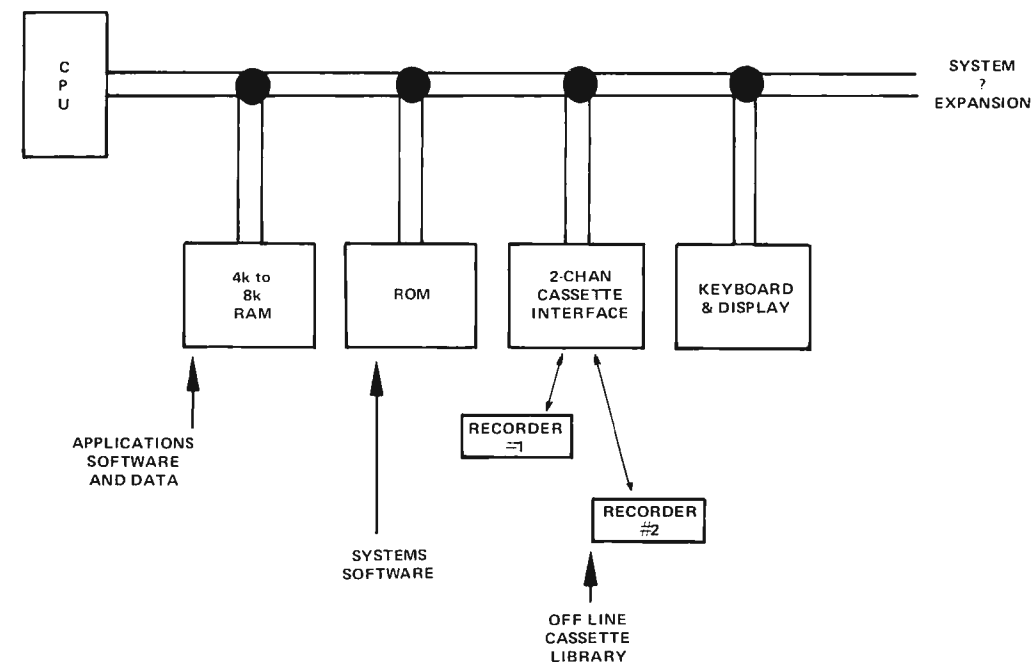 C
P
U
SYSTEM
?
EXPANSION
4k to
8k
RAM
ROM
2-CHAN
CASSETTE
INTERFACE
KEYBOARD
& DISPLAY
RECORDER
#1
RECORDER
#2
APPLICATIONS
SOFTWARE
AND DATA
SYSTEMS
SOFTWARE
OFF LINE
CASSETTE
LIBRARY